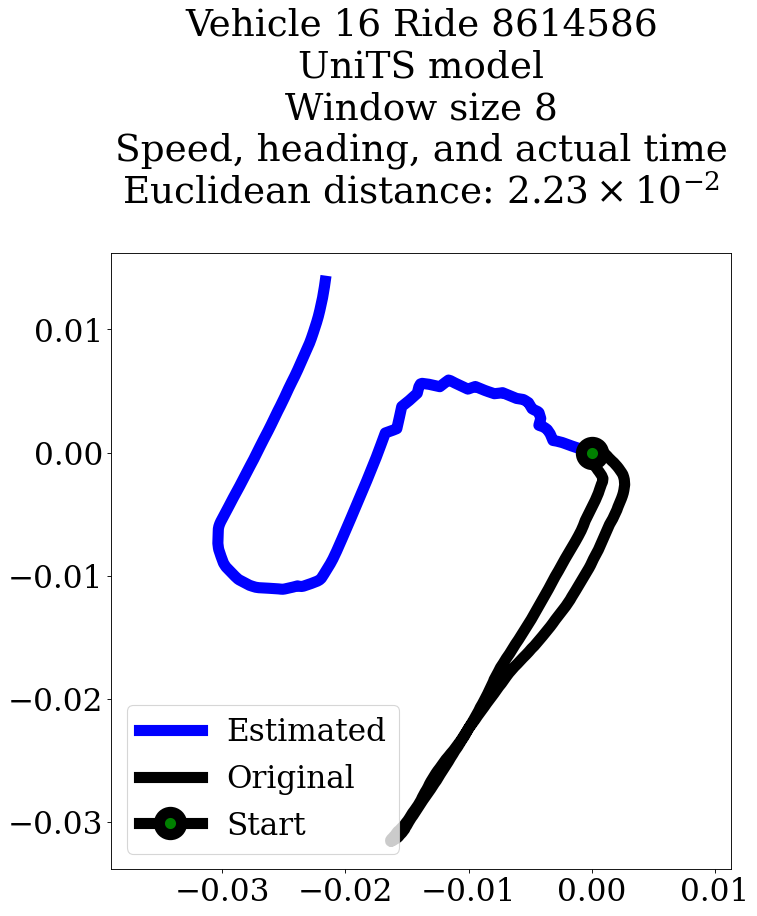 Vehicle 16 Ride 8614586
UniTS model
Window size 8
Speed, heading, and actual time
Euclidean distance: 2.23 × 10⁻²
0.01
0.00
−0.01
−0.02
−0.03
Estimated
Original
Start
−0.03 −0.02 −0.01 0.00 0.01